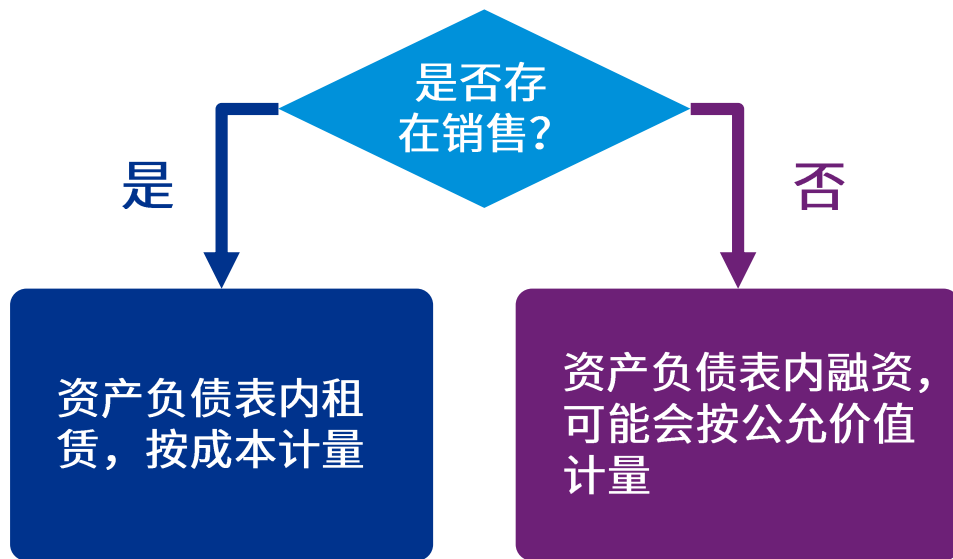 是否存
在销售？
是
否
资产负债表内租
赁，按成本计量
资产负债表内融资，
可能会按公允价值
计量